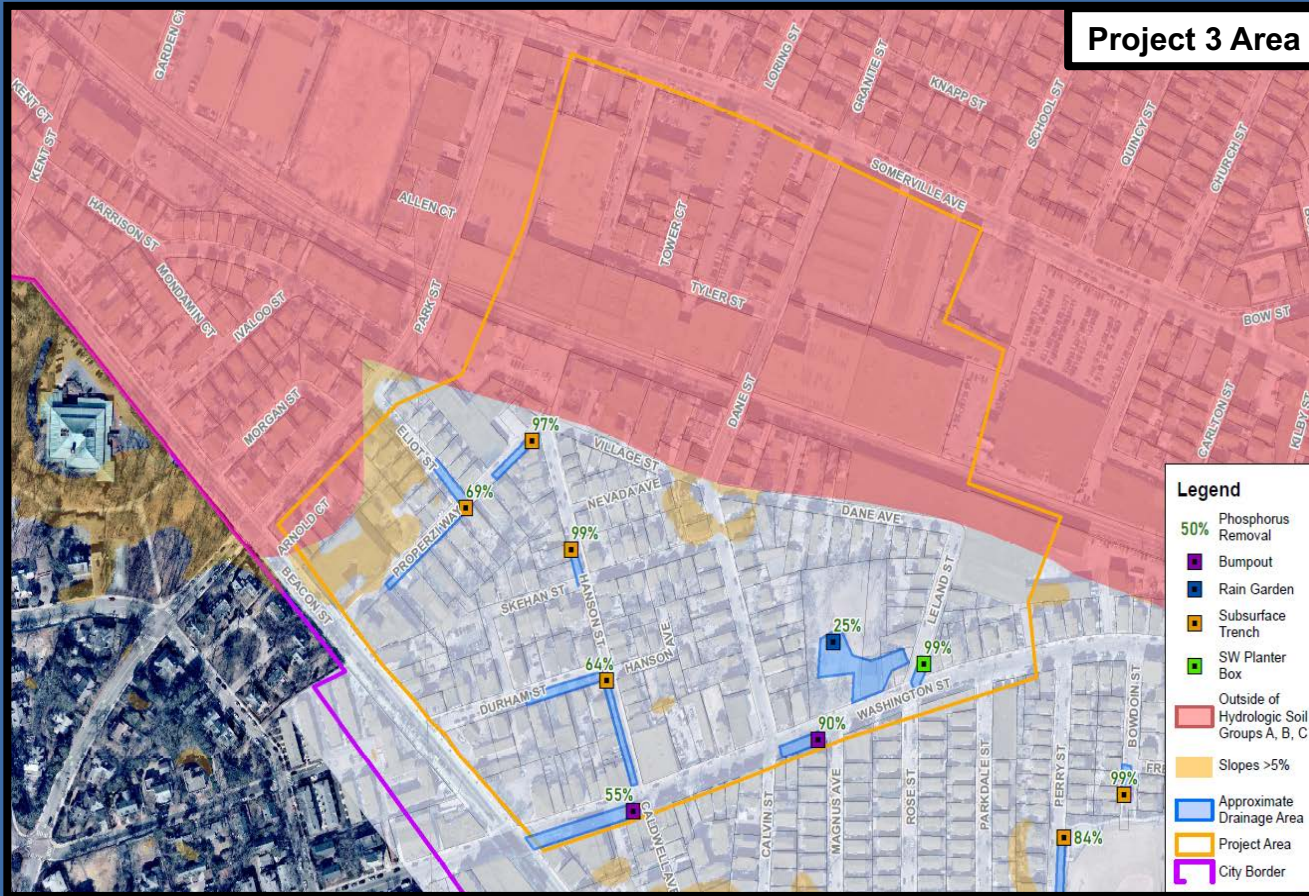 Project 3 Area
GARDEN CT
KENT CT
KENT ST
LORING ST
GRANITE ST
KNAPP ST
SCHOOL ST
QUINCY ST
CHURCH ST
SOMERVILLE AVE
HARRISON ST
ALLEN CT
TOWER CT
MONDAMIN CT
IVALOO ST
PARK ST
TYLER ST
BOW ST
MORGAN ST
DANE ST
CARLTON ST
KILBY ST
ELIOT ST
97%
VILLAGE ST
69%
NEVADA AVE
DANE AVE
ARNOLD CT
PROPERZI WAY
99%
BEACON ST
SKEHAN ST
HANSON ST
LELAND ST
25%
99%
HANSON AVE
64%
DURHAM ST
WASHINGTON ST
90%
BOWDOIN ST
55%
CALDWELL AVE
CALVIN ST
MAGNUS AVE
ROSE ST
PARKDALE ST
PERRY ST
99%
FRE
84%
Legend
50% Phosphorus
Removal
Bumpout
Rain Garden
Subsurface
Trench
SW Planter
Box
Outside of
Hydrologic Soil
Groups A, B, C
Slopes >5%
Approximate
Drainage Area
Project Area
City Border